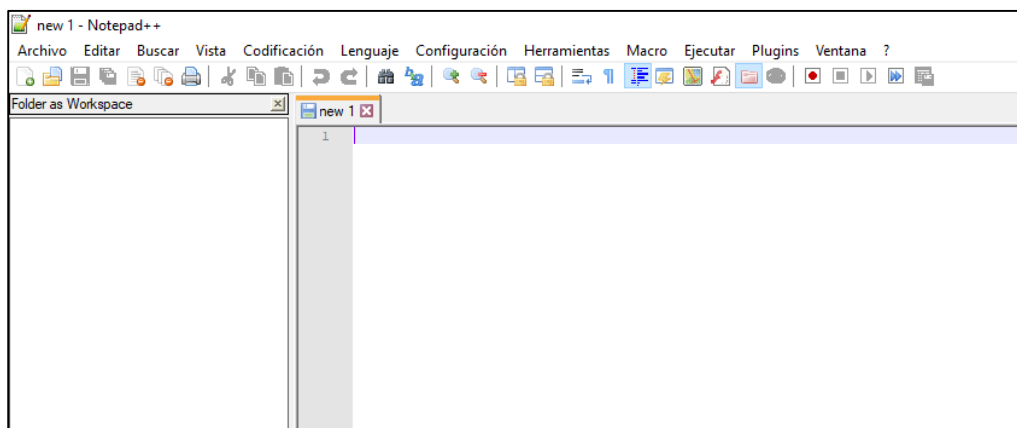 new 1 - Notepad++
Archivo Editar Buscar Vista Codificación Lenguaje Configuración Herramientas Macro Ejecutar Plugins Ventana ?
Folder as Workspace
new 1
1